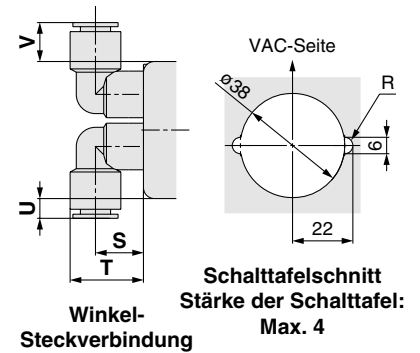 V
U
S
T
Winkel-
Steckverbindung
VAC-Seite
ø38
R
6
22
Schalttafelschnitt
Stärke der Schalttafel:
Max. 4